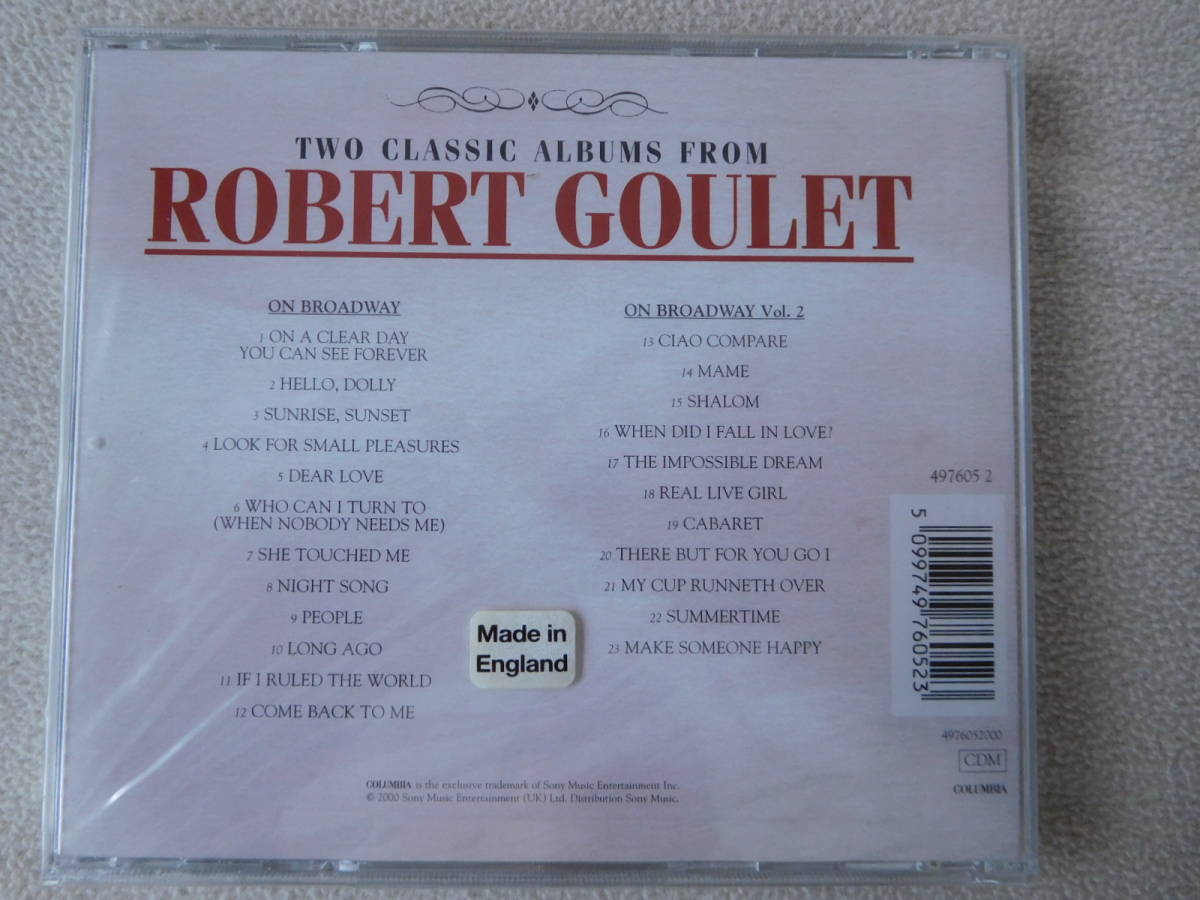 TWO CLASSIC ALBUMS FROM
ROBERT GOULET
ON BROADWAY
1 ON A CLEAR DAY
YOU CAN SEE FOREVER
2 HELLO, DOLLY
3 SUNRISE, SUNSET
4 LOOK FOR SMALL PLEASURES
5 DEAR LOVE
6 WHO CAN I TURN TO
(WHEN NOBODY NEEDS ME)
7 SHE TOUCHED ME
8 NIGHT SONG
9 PEOPLE
10 LONG AGO
11 IF I RULED THE WORLD
12 COME BACK TO ME
ON BROADWAY Vol. 2
13 CIAO COMPARE
14 MAME
15 SHALOM
16 WHEN DID I FALL IN LOVE?
17 THE IMPOSSIBLE DREAM
18 REAL LIVE GIRL
19 CABARET
20 THERE BUT FOR YOU GO I
21 MY CUP RUNNETH OVER
22 SUMMERTIME
23 MAKE SOMEONE HAPPY
Made in
England
497605 2
5 099749 760523
4976052000
CDM
COLUMBIA
COLUMBIA is the exclusive trademark of Sony Music Entertainment Inc.
© 2000 Sony Music Entertainment (UK) Ltd. Distribution Sony Music.